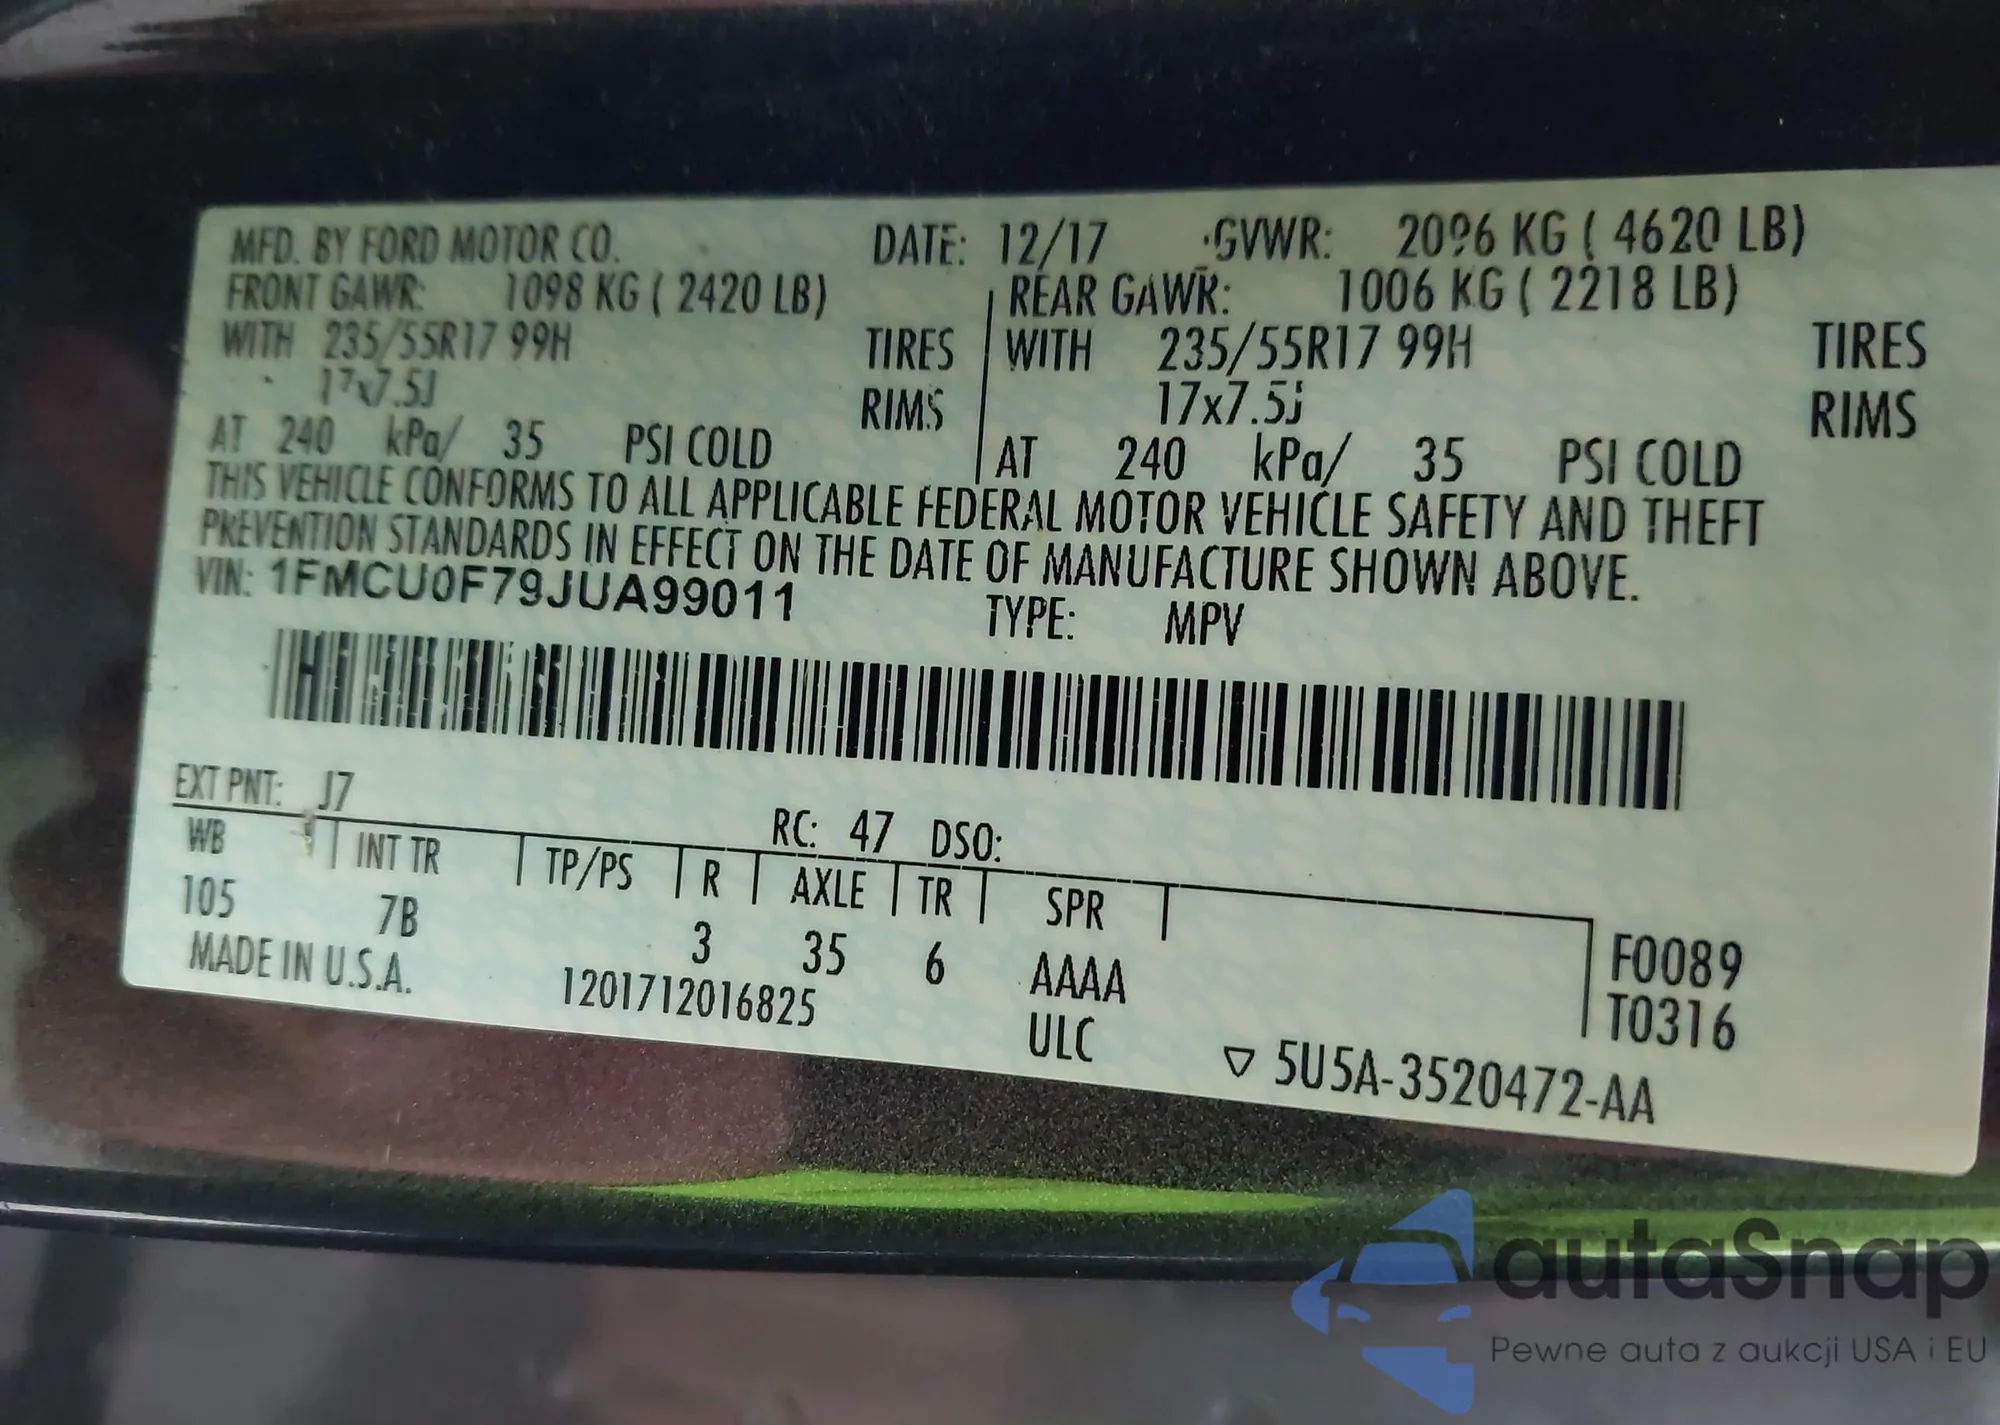 MFD. BY FORD MOTOR CO. DATE: 12/17 GVWR: 2096 KG ( 4620 LB)
FRONT GAWR: 1098 KG ( 2420 LB) REAR GAWR: 1006 KG ( 2218 LB)
WITH 235/55R17 99H TIRES WITH 235/55R17 99H TIRES
17x7.5J RIMS 17x7.5J RIMS
AT 240 kPa/ 35 PSI COLD AT 240 kPa/ 35 PSI COLD
THIS VEHICLE CONFORMS TO ALL APPLICABLE FEDERAL MOTOR VEHICLE SAFETY AND THEFT
PREVENTION STANDARDS IN EFFECT ON THE DATE OF MANUFACTURE SHOWN ABOVE.
VIN: 1FMCU0F79JUA99011 TYPE: MPV
EXT PNT: J7 RC: 47 DSO:
WB INT TR TP/PS R AXLE TR SPR
105 7B 3 35 6 AAAA F0089
MADE IN U.S.A. 1201712016825 ULC T0316
▽ 5U5A-3520472-AA
autaSnap
Pewne auta z aukcji USA i EU